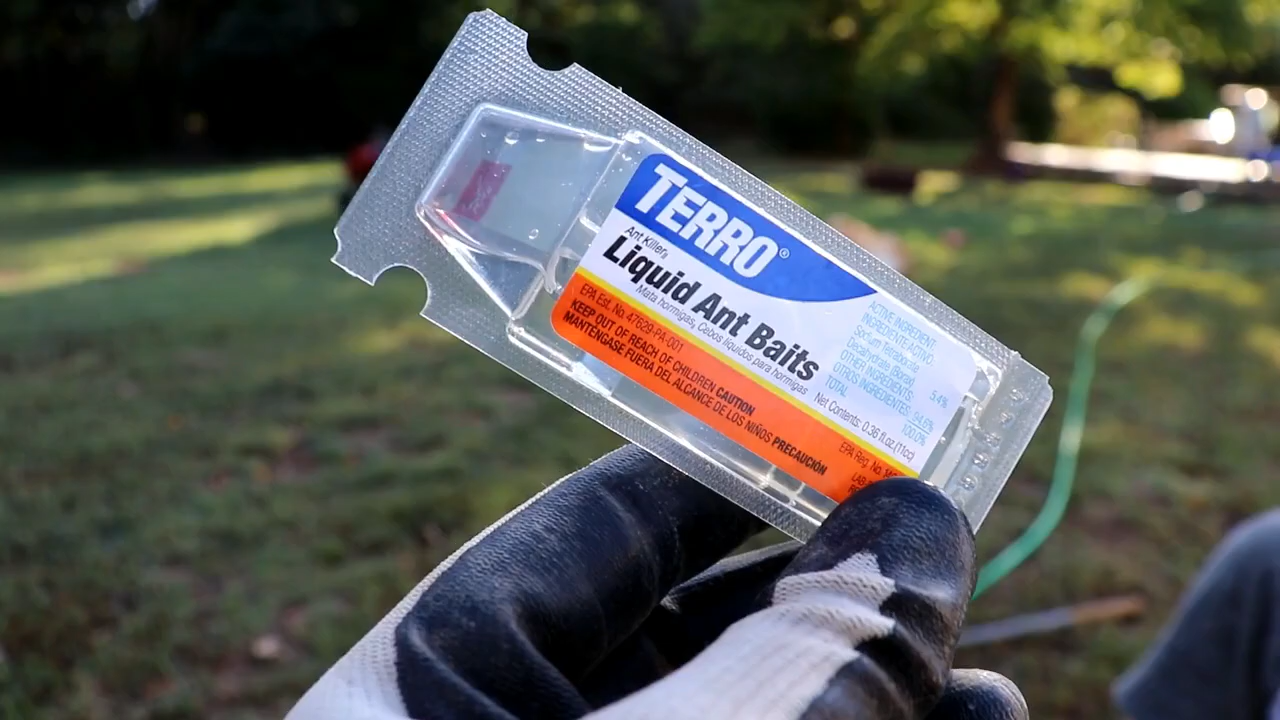 TERRO®
Ant Killer,
Liquid Ant Baits
Mata hormigas, Cebos líquidos para hormigas
EPA Est. No. 47629-PA-001
KEEP OUT OF REACH OF CHILDREN CAUTION
MANTÉNGASE FUERA DEL ALCANCE DE LOS NIÑOS PRECAUCIÓN
ACTIVE INGREDIENT
INGREDIENTE ACTIVO
Sodium Tetraborate
Decahydrate (Borax) 5.4%
OTHER INGREDIENTS:
OTROS INGREDIENTES: 94.6%
TOTAL 100.0%
Net Contents: 0.36 fl.oz.(11cc)
EPA Reg. No.